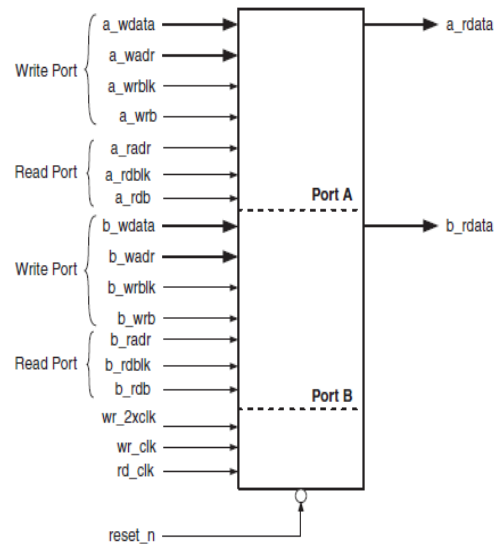 a_wdata
a_rdata
a_wadr
Write Port
a_wrblk
a_wrb
a_radr
Read Port
a_rdblk
a_rdb
Port A
b_wdata
b_rdata
b_wadr
Write Port
b_wrblk
b_wrb
b_radr
Read Port
b_rdblk
b_rdb
Port B
wr_2xclk
wr_clk
rd_clk
reset_n